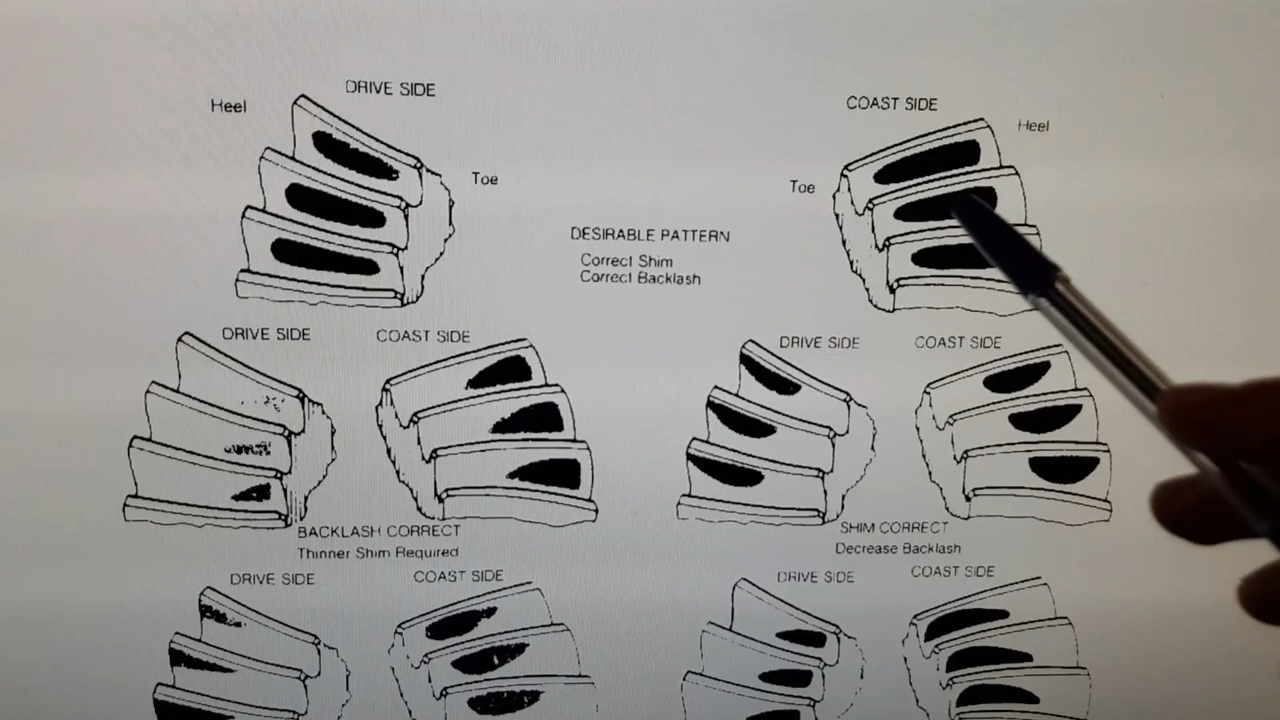 DRIVE SIDE
Heel
Toe
COAST SIDE
Heel
Toe
DESIRABLE PATTERN
Correct Shim
Correct Backlash
DRIVE SIDE
COAST SIDE
BACKLASH CORRECT
Thinner Shim Required
DRIVE SIDE
COAST SIDE
SHIM CORRECT
Decrease Backlash
DRIVE SIDE
COAST SIDE
DRIVE SIDE
COAST SIDE